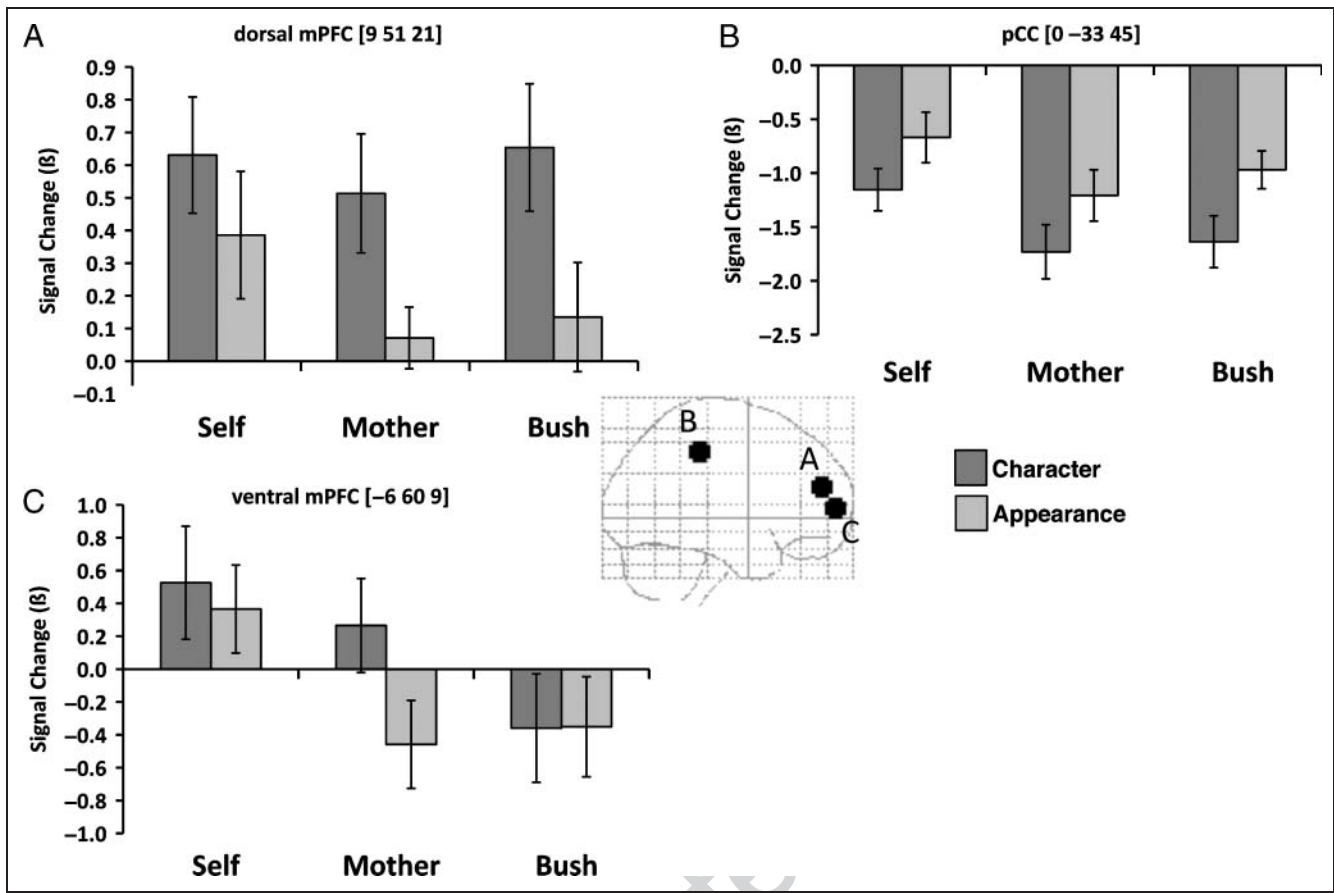 A
dorsal mPFC [9 51 21]
Signal Change (ß)
0.9
0.8
0.7
0.6
0.5
0.4
0.3
0.2
0.1
0.0
–0.1
Self Mother Bush
B
pCC [0 –33 45]
Signal Change (ß)
0.0
–0.5
–1.0
–1.5
–2.0
–2.5
Self Mother Bush
B
A
C
Character
Appearance
C
ventral mPFC [–6 60 9]
Signal Change (ß)
1.0
0.8
0.6
0.4
0.2
0.0
–0.2
–0.4
–0.6
–0.8
–1.0
Self Mother Bush